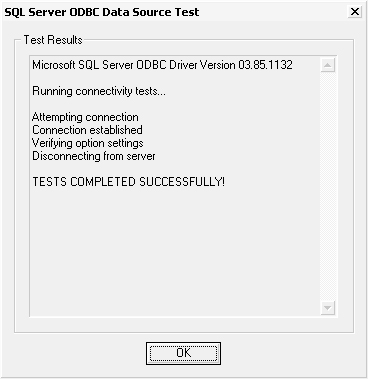 SQL Server ODBC Data Source Test
Test Results
Microsoft SQL Server ODBC Driver Version 03.85.1132
Running connectivity tests...
Attempting connection
Connection established
Verifying option settings
Disconnecting from server
TESTS COMPLETED SUCCESSFULLY!
OK